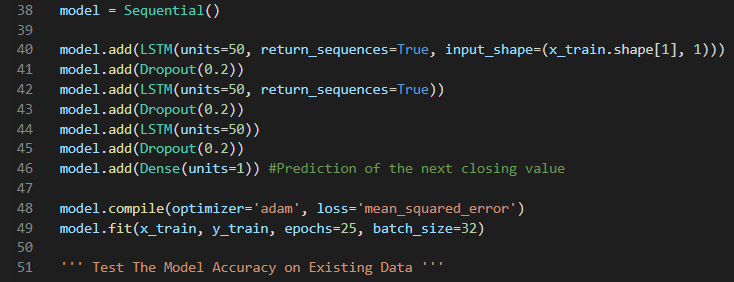 38 model = Sequential()
39
40 model.add(LSTM(units=50, return_sequences=True, input_shape=(x_train.shape[1], 1)))
41 model.add(Dropout(0.2))
42 model.add(LSTM(units=50, return_sequences=True))
43 model.add(Dropout(0.2))
44 model.add(LSTM(units=50))
45 model.add(Dropout(0.2))
46 model.add(Dense(units=1)) #Prediction of the next closing value
47
48 model.compile(optimizer='adam', loss='mean_squared_error')
49 model.fit(x_train, y_train, epochs=25, batch_size=32)
50
51 ''' Test The Model Accuracy on Existing Data '''